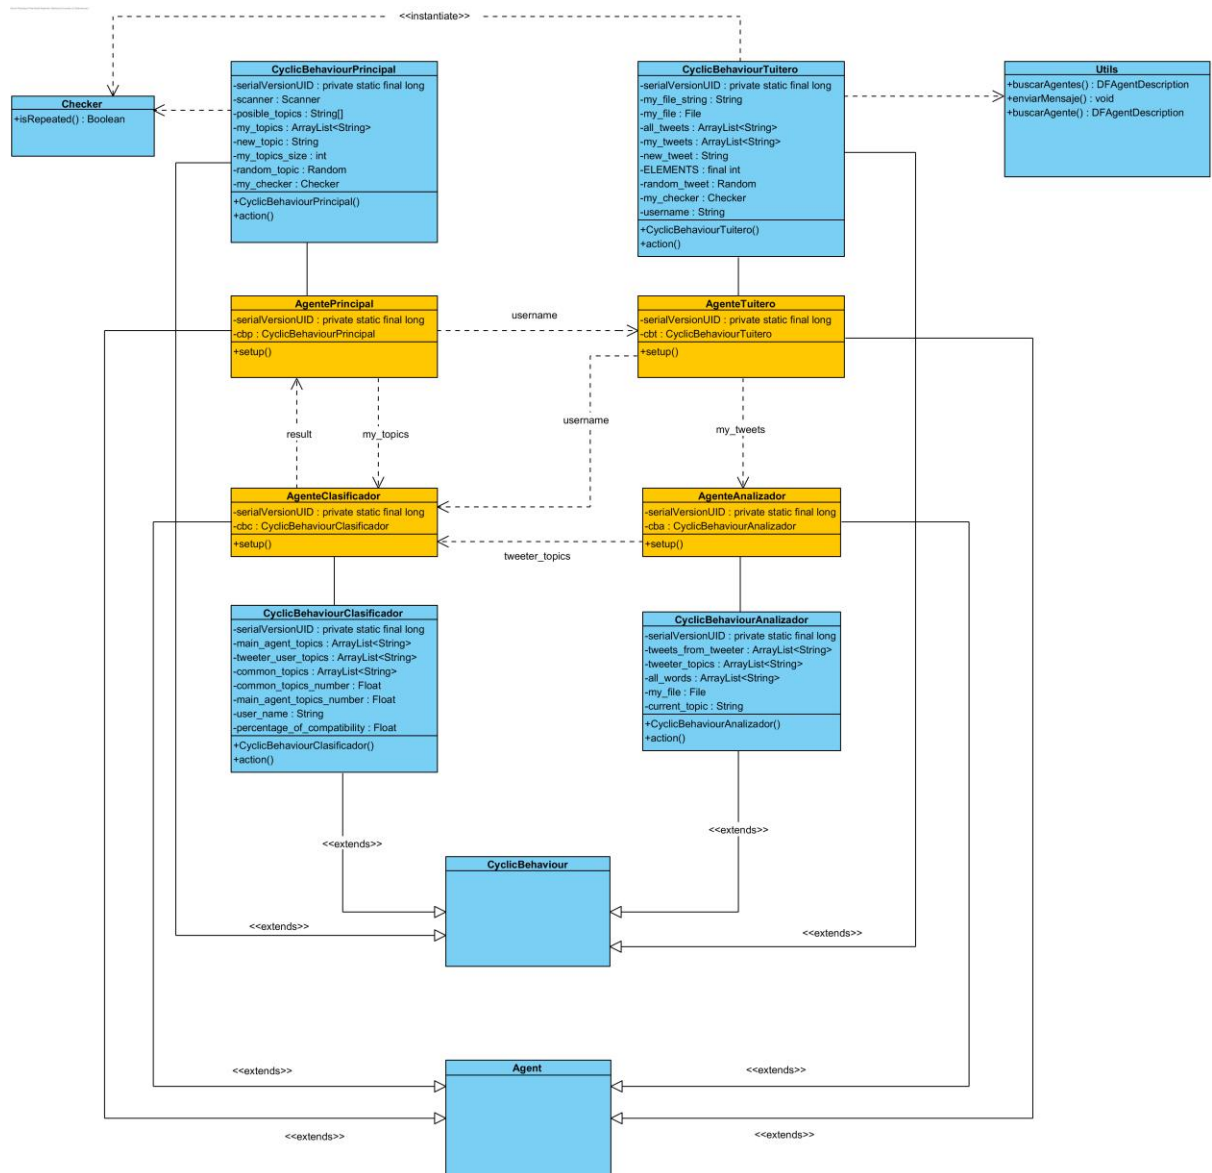 <<instantiate>>
CyclicBehaviourPrincipal
-serialVersionUID : private static final long
-scanner : Scanner
-posible_topics : String[]
-my_topics : ArrayList<String>
-new_topic : String
-my_topics_size : int
-random_topic : Random
-my_checker : Checker
+CyclicBehaviourPrincipal()
+action()
CyclicBehaviourTuitero
-serialVersionUID : private static final long
-my_file_string : String
-my_file : File
-all_tweets : ArrayList<String>
-my_tweets : ArrayList<String>
-new_tweet : String
-ELEMENTS : final int
-random_tweet : Random
-my_checker : Checker
-username : String
+CyclicBehaviourTuitero()
+action()
Utils
+buscarAgentes() : DFAgentDescription
+enviarMensaje() : void
+buscarAgente() : DFAgentDescription
Checker
+isRepeated() : Boolean
AgentePrincipal
-serialVersionUID : private static final long
-cbp : CyclicBehaviourPrincipal
+setup()
username
AgenteTuitero
-serialVersionUID : private static final long
-cbt : CyclicBehaviourTuitero
+setup()
result
my_topics
username
my_tweets
AgenteClasificador
-serialVersionUID : private static final long
-cbc : CyclicBehaviourClasificador
+setup()
tweeter_topics
AgenteAnalizador
-serialVersionUID : private static final long
-cba : CyclicBehaviourAnalizador
+setup()
CyclicBehaviourClasificador
-serialVersionUID : private static final long
-main_agent_topics : ArrayList<String>
-tweeter_user_topics : ArrayList<String>
-common_topics : ArrayList<String>
-common_topics_number : Float
-main_agent_topics_number : Float
-user_name : String
-percentage_of_compatibility : Float
+CyclicBehaviourClasificador()
+action()
CyclicBehaviourAnalizador
-serialVersionUID : private static final long
-tweets_from_tweeter : ArrayList<String>
-tweeter_topics : ArrayList<String>
-all_words : ArrayList<String>
-my_file : File
-current_topic : String
+CyclicBehaviourAnalizador()
+action()
<<extends>>
<<extends>>
CyclicBehaviour
<<extends>>
<<extends>>
Agent
<<extends>>
<<extends>>
<<extends>>
<<extends>>